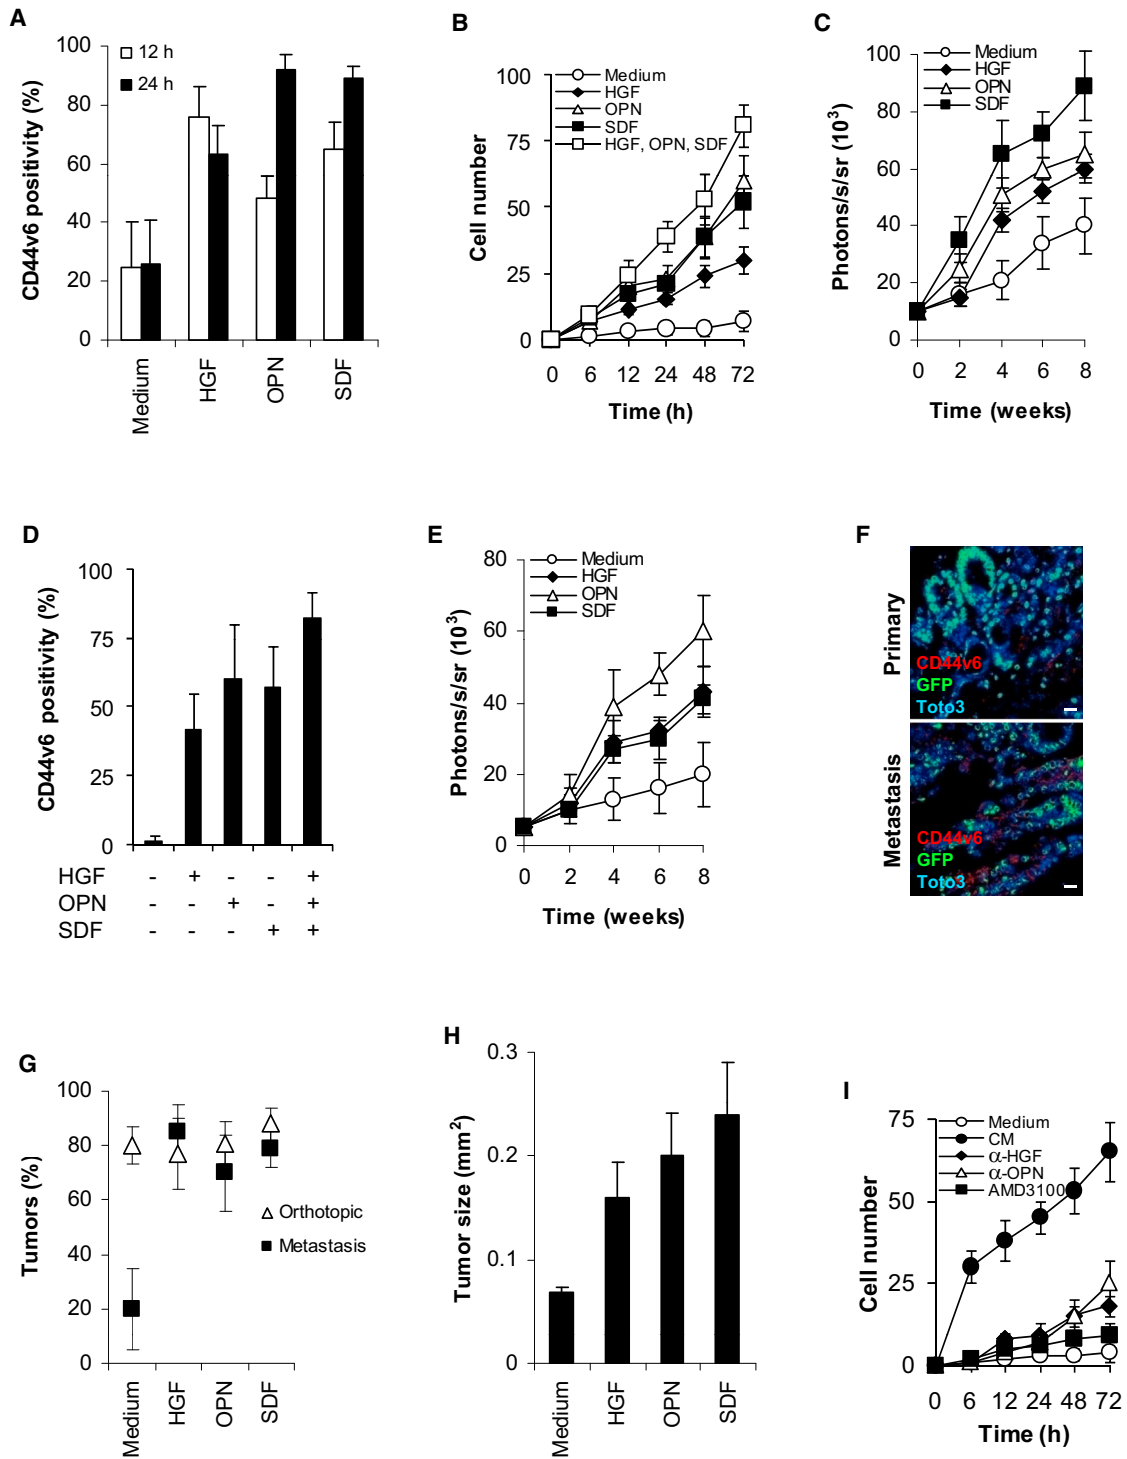 A
CD44v6 positivity (%)
100
80
60
40
20
0
12 h
24 h
Medium
HGF
OPN
SDF
B
Cell number
100
75
50
25
0
Medium
HGF
OPN
SDF
HGF, OPN, SDF
0 6 12 24 48 72
Time (h)
C
Photons/s/sr (10³)
100
80
60
40
20
0
Medium
HGF
OPN
SDF
0 2 4 6 8
Time (weeks)
D
CD44v6 positivity (%)
100
75
50
25
0
HGF - + - - +
OPN - - + - +
SDF - - - + +
E
Photons/s/sr (10³)
80
60
40
20
0
Medium
HGF
OPN
SDF
0 2 4 6 8
Time (weeks)
F
Primary
CD44v6
GFP
Toto3
Metastasis
CD44v6
GFP
Toto3
G
Tumors (%)
100
80
60
40
20
0
Orthotopic
Metastasis
Medium
HGF
OPN
SDF
H
Tumor size (mm²)
0.3
0.2
0.1
0
Medium
HGF
OPN
SDF
I
Cell number
75
50
25
0
Medium
CM
α-HGF
α-OPN
AMD3100
0 6 12 24 48 72
Time (h)